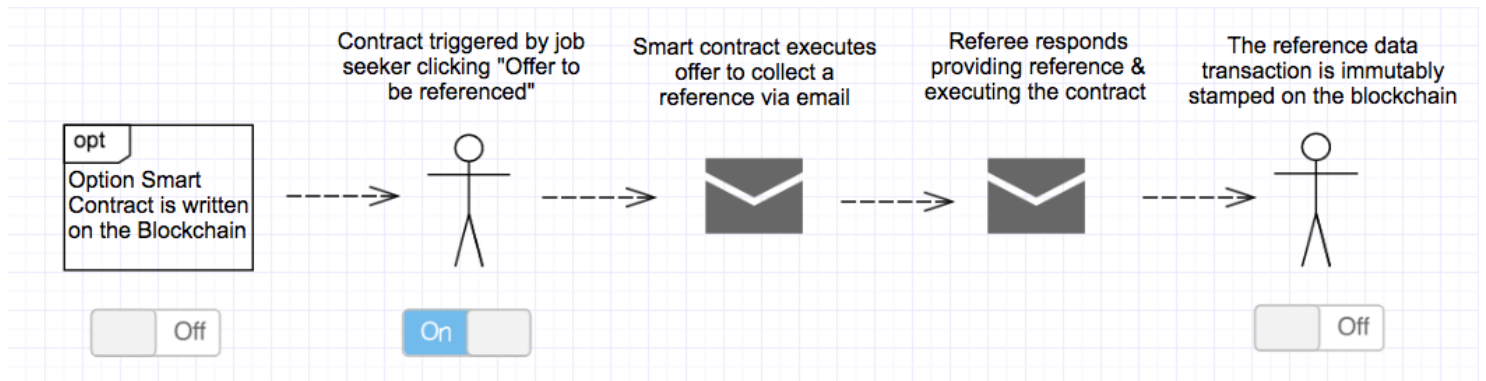 Contract triggered by job
seeker clicking "Offer to
be referenced"
Smart contract executes
offer to collect a
reference via email
Referee responds
providing reference &
executing the contract
The reference data
transaction is immutably
stamped on the blockchain
opt
Option Smart
Contract is written
on the Blockchain
Off
On
Off